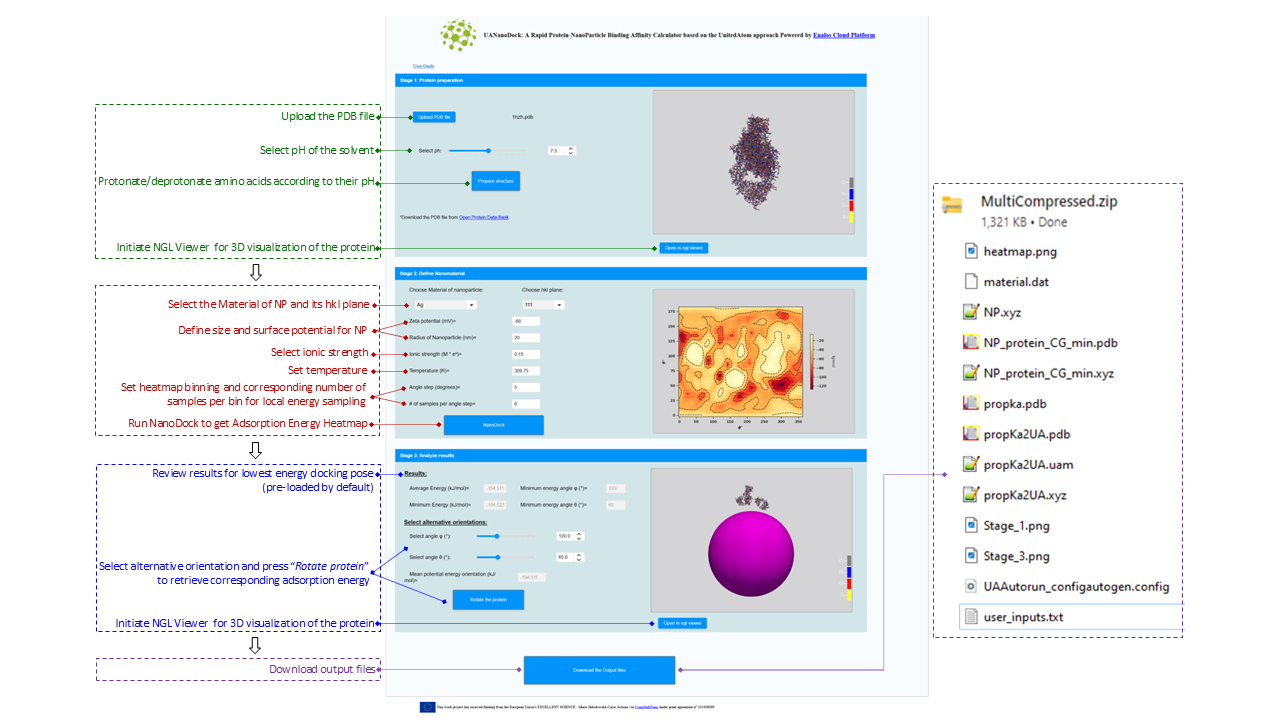 UANanoDock: A Rapid Protein-NanoParticle Binding Affinity Calculator based on the UnitedAtom approach Powered by Enalos Cloud Platform
User Guide
Stage 1: Protein preparation
Upload the PDB file
Upload PDB file
1hzh.pdb
Select pH of the solvent
Select ph:
7.3
Protonate/deprotonate amino acids according to their pH
Prepare structure
*Download the PDB file from Open Protein Data Bank
Initiate NGL Viewer for 3D visualization of the protein
Open in ngl viewer
Stage 2: Define Nanomaterial
Choose Material of nanoparticle:
Choose hkl plane:
Select the Material of NP and its hkl plane
Ag
111
Define size and surface potential for NP
Zeta potential (mV)=
-60
Radius of Nanoparticle (nm)=
20
Select ionic strength
0.15
Set temperature
Temperature (K)=
309.75
Set heatmap binning and corresponding number of
samples per bin for local energy sampling
Angle step (degrees)=
5
# of samples per angle step=
Run NanoDock to get Adsorption Energy Heatmap
NanoDock
175
150
125
100
75
50
25
0
0 50 100 150 200 250 300 350
−20
−40
−60
−80
−100
−120
Stage 3: Analyze results
Review results for lowest energy docking pose
(pre-loaded by default)
Results:
Average Energy (kJ/mol)=
Minimum energy angle φ (°)=
Minimum Energy (kJ/mol)=
Minimum energy angle θ (°)=
Select alternative orientations:
Select angle φ (°):
120.0
Select angle θ (°):
65.0
Select alternative orientation and press “Rotate protein”
to retrieve corresponding adsorption energy
Mean potential energy orientation (kJ/
mol)=
Rotate the protein
Initiate NGL Viewer for 3D visualization of the protein
Open in ngl viewer
Download output files
Download the Output files
This work project has received funding from the European Union's EXCELLENT SCIENCE - Marie Skłodowska-Curie Actions via CompSafeNano under grant agreement n°
MultiCompressed.zip
1,321 KB • Done
heatmap.png
material.dat
NP.xyz
NP_protein_CG_min.pdb
NP_protein_CG_min.xyz
propka.pdb
propKa2UA.pdb
propKa2UA.uam
propKa2UA.xyz
Stage_1.png
Stage_3.png
UAAutorun_configautogen.config
user_inputs.txt